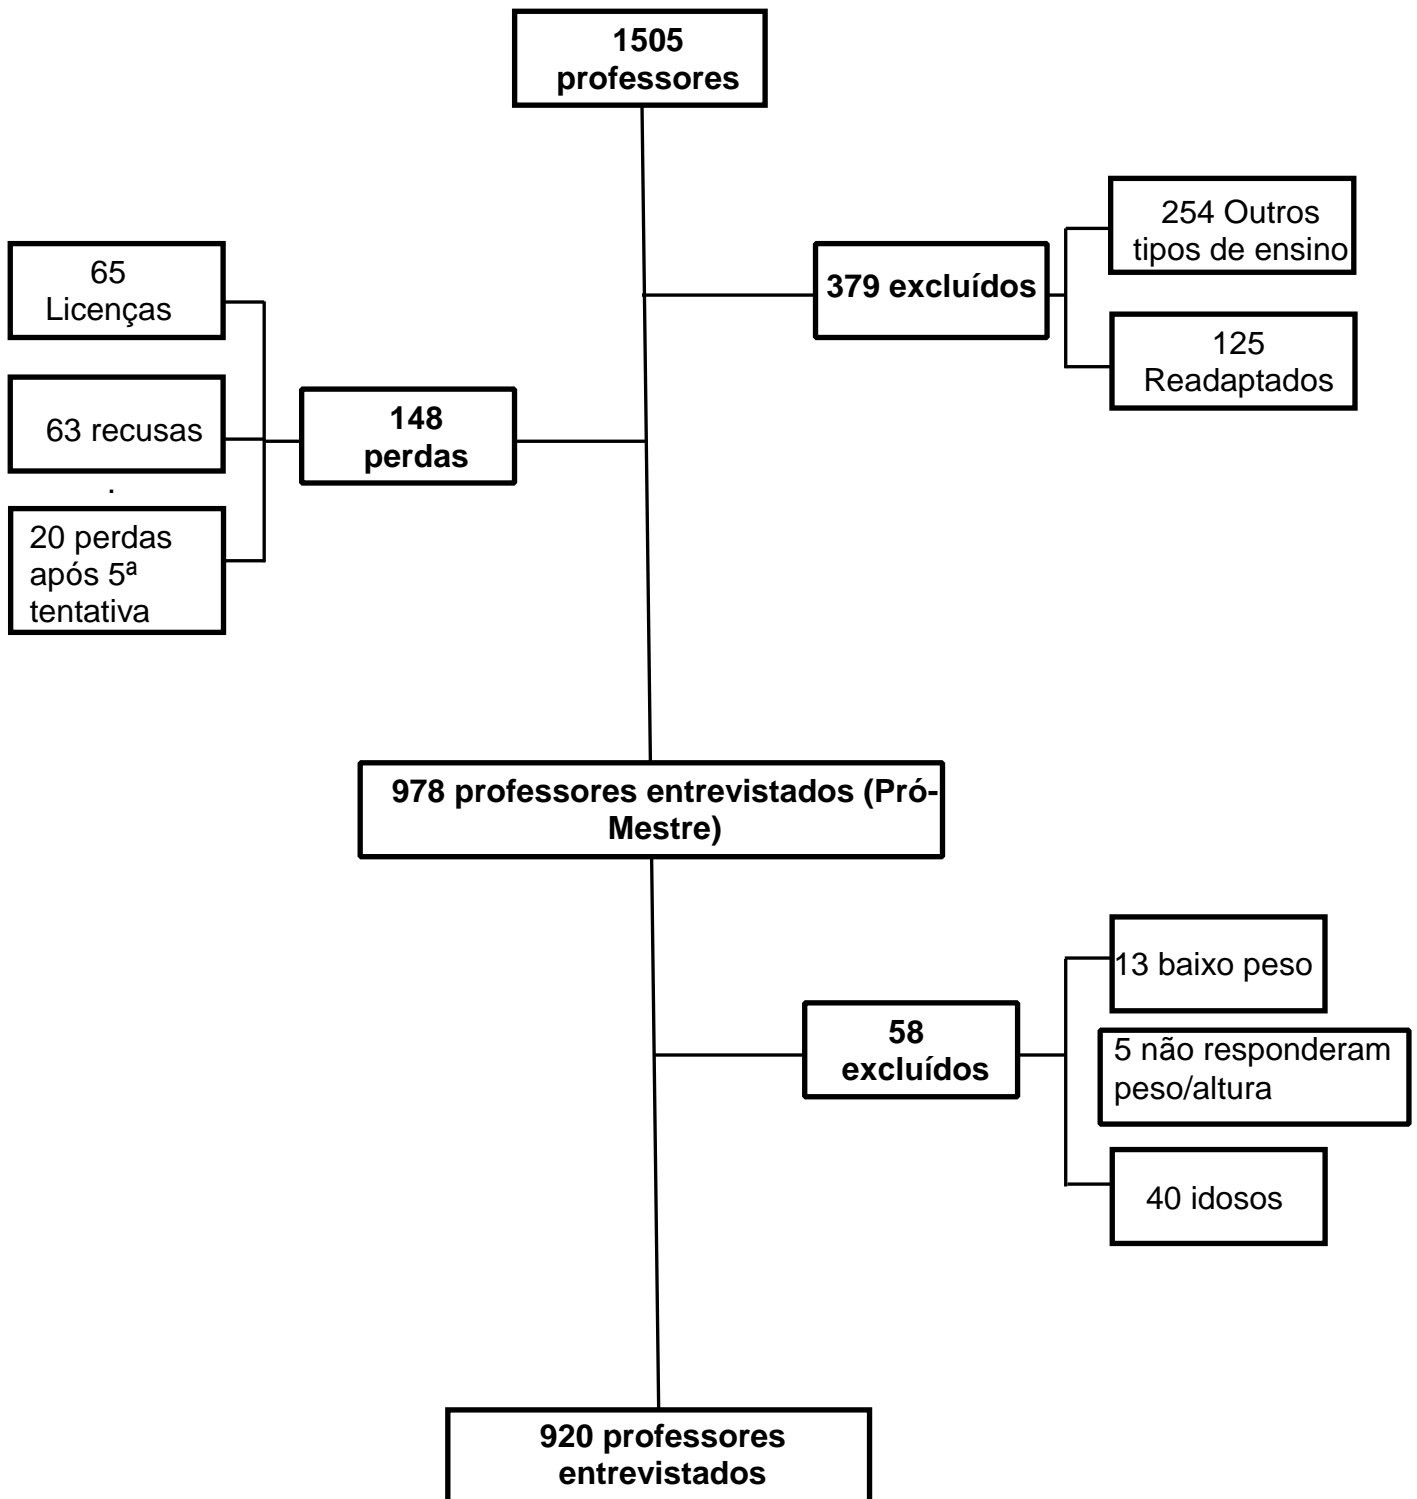 1505
professores
254 Outros
tipos de ensino
379 excluídos
125
Readaptados
65
Licenças
63 recusas
.
20 perdas
após 5ª
tentativa
148
perdas
978 professores entrevistados (Pró-
Mestre)
13 baixo peso
58
excluídos
5 não responderam
peso/altura
40 idosos
920 professores
entrevistados